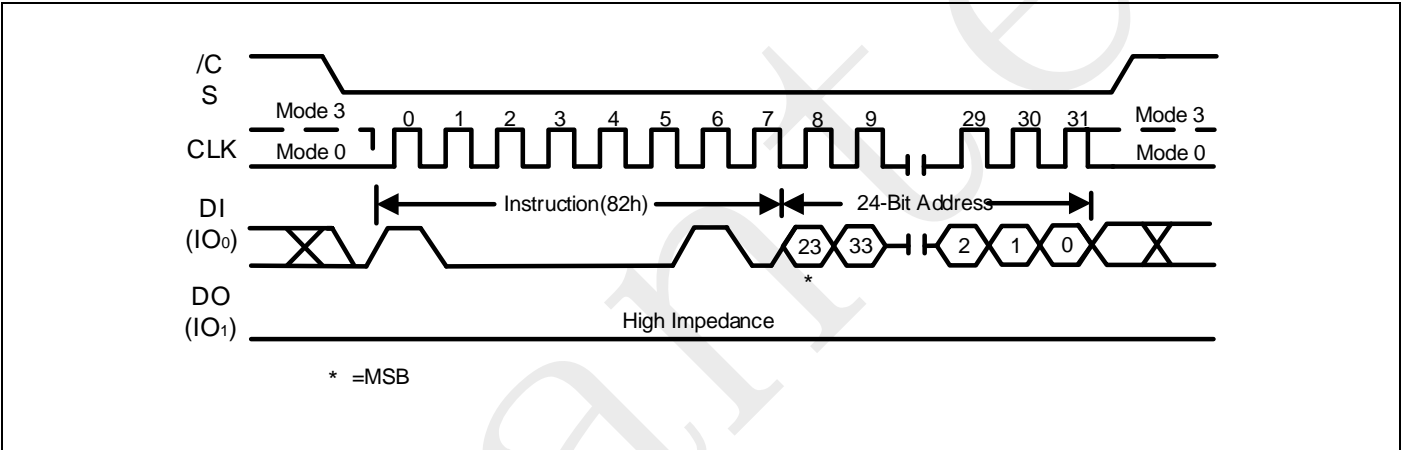 /C
S
Mode 3
0 1 2 3 4 5 6 7 8 9 29 30 31
Mode 3
CLK
Mode 0
Mode 0
Instruction(82h)
24-Bit Address
DI
(IO₀)
23 33 2 1 0
*
DO
(IO₁)
High Impedance
* =MSB